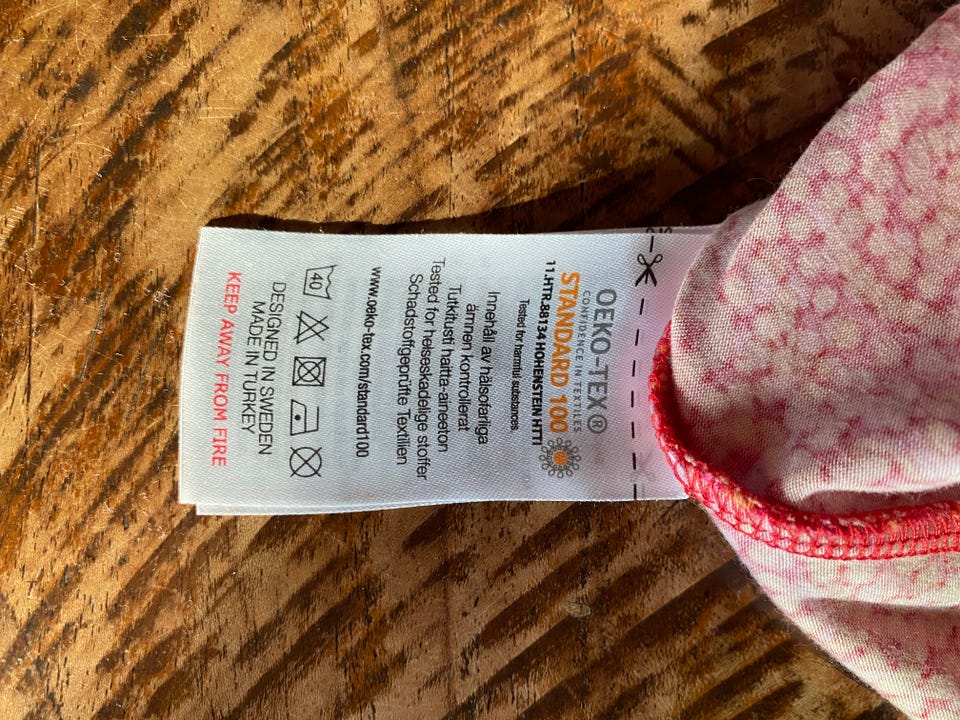 OEKO-TEX®
CONFIDENCE IN TEXTILES
STANDARD 100
11.HTR.88134 HOHENSTEIN HTTI
Tested for harmful substances.
Innehåll av hälsofarliga
ämnen kontrollerat
Tutkitusti haitta-aineeton
Tested for helseskadelige stoffer
Schadstoffgeprüfte Textilien
www.oeko-tex.com/standard100
40
DESIGNED IN SWEDEN
MADE IN TURKEY
KEEP AWAY FROM FIRE